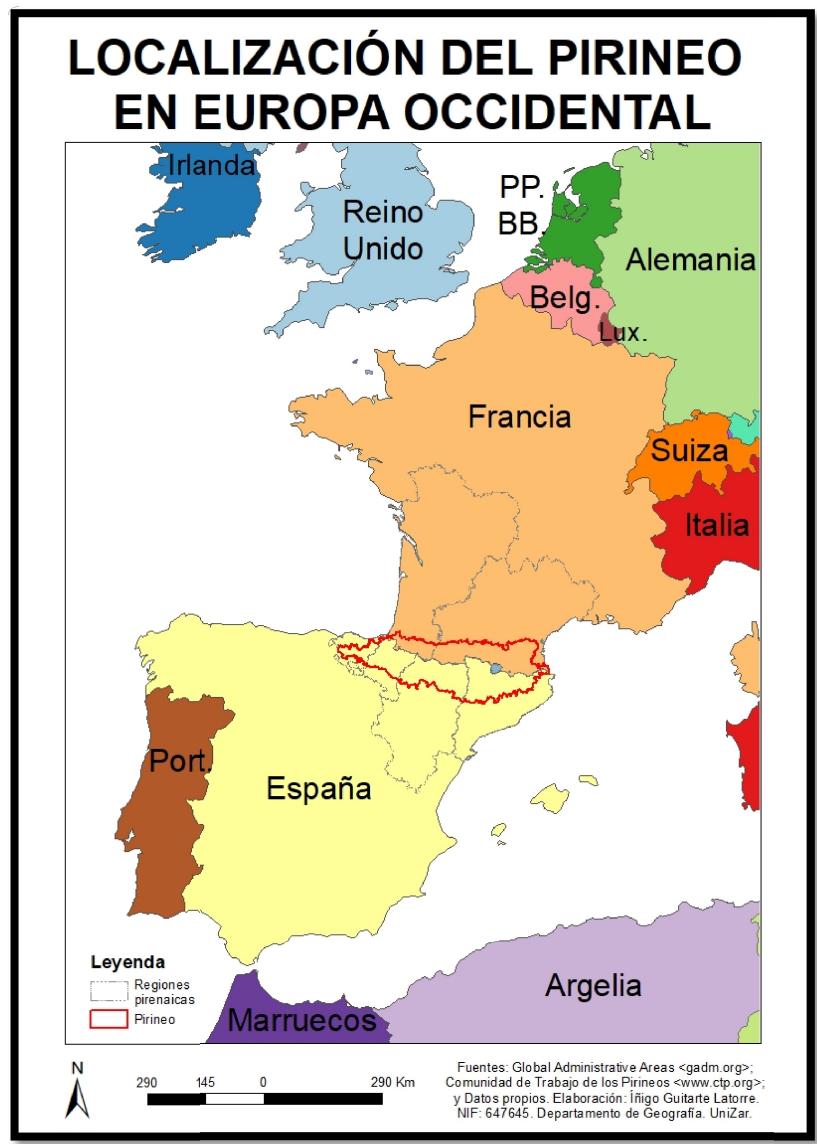 LOCALIZACIÓN DEL PIRINEO
EN EUROPA OCCIDENTAL
Irlanda
Reino
Unido
PP.
BB.
Alemania
Belg.
Lux.
Francia
Suiza
Italia
Port.
España
Argelia
Marruecos
Leyenda
Regiones
pirenaicas
Pirineo
N
290 145 0 290 Km
Fuentes: Global Administrative Areas <gadm.org>;
Comunidad de Trabajo de los Pirineos <www.ctp.org>;
y Datos propios. Elaboración: Íñigo Guitarte Latorre.
NIF: 647645. Departamento de Geografía. UniZar.